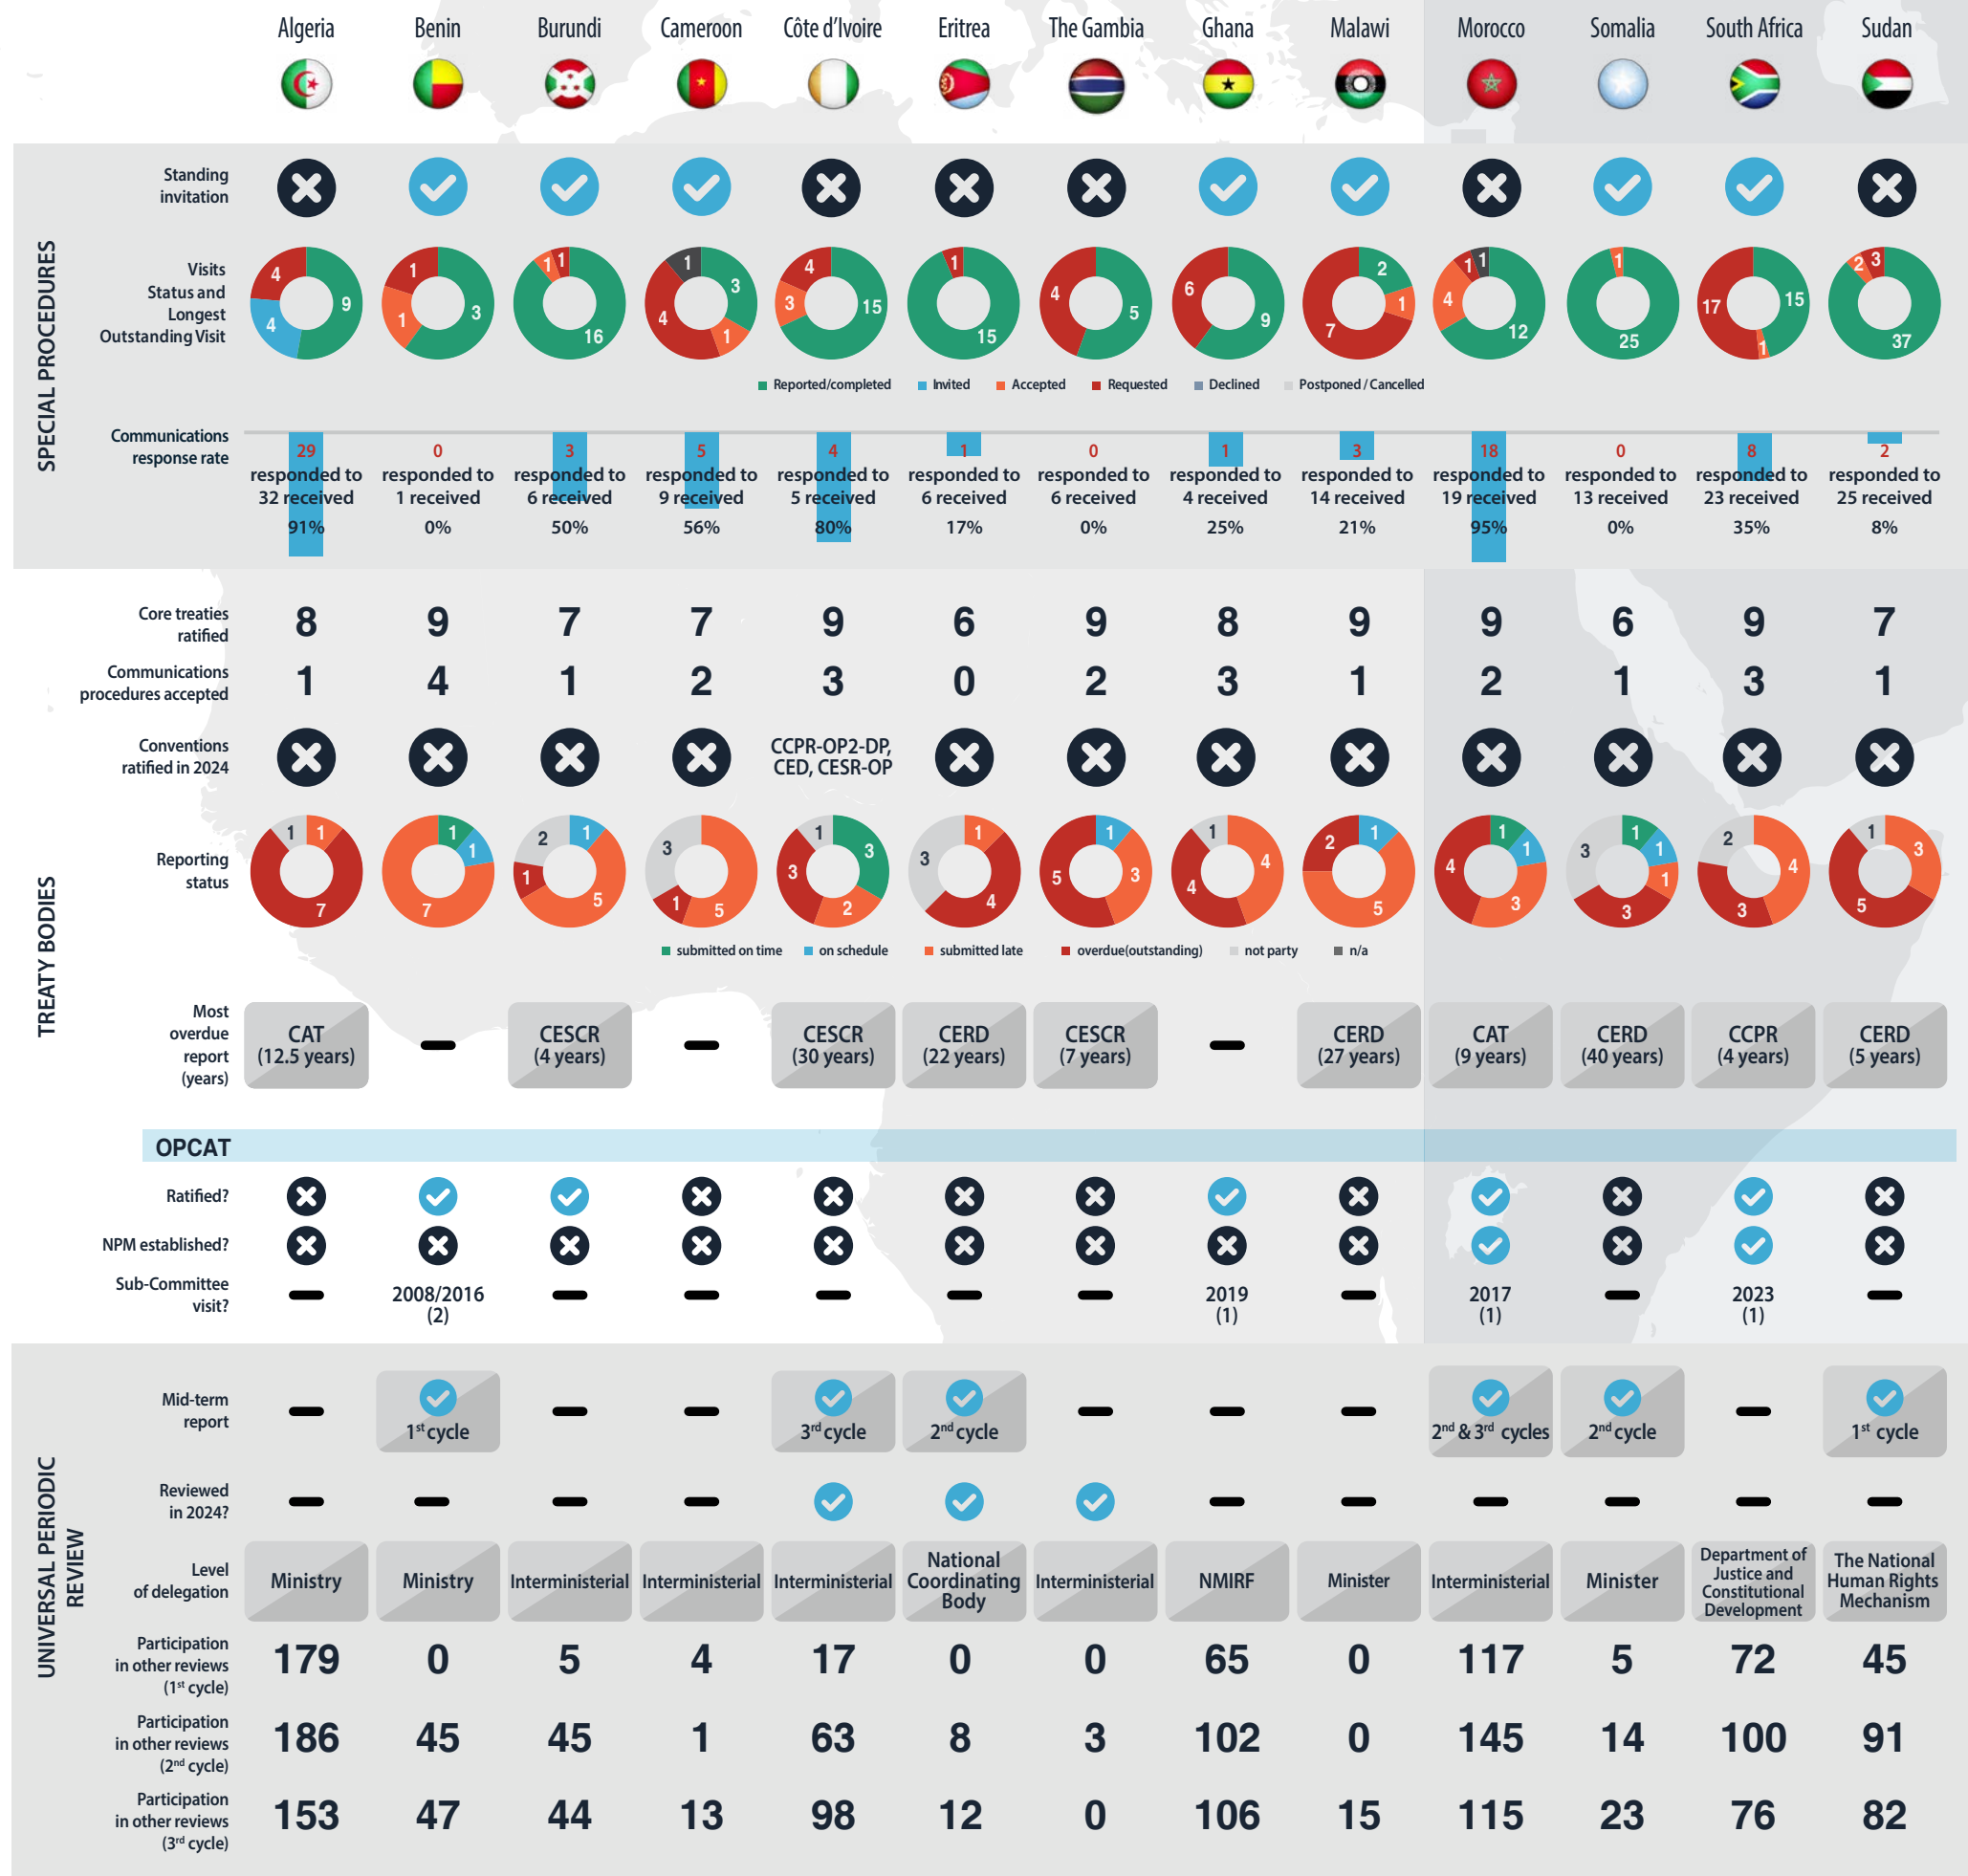 Algeria Benin Burundi Cameroon Côte d'Ivoire Eritrea The Gambia Ghana Malawi Morocco Somalia South Africa Sudan
SPECIAL PROCEDURES
Standing
invitation
Visits
Status and
Longest
Outstanding Visit
4 9 4
1 3 1
1 1 16
1 3 4 1
4 3 15
1 15
4 5
6 9
2 1 7
1 1 4 12
1 25
17 15 1
2 3 37
Reported/completed Invited Accepted Requested Declined Postponed / Cancelled
Communications
response rate
29 0 3 5 4 1 0 1 3 18 0 8 2
responded to responded to responded to responded to responded to responded to responded to responded to responded to responded to responded to responded to responded to
32 received 1 received 6 received 9 received 5 received 6 received 6 received 4 received 14 received 19 received 13 received 23 received 25 received
91% 0% 50% 56% 80% 17% 0% 25% 21% 95% 0% 35% 8%
TREATY BODIES
Core treaties
ratified
8 9 7 7 9 6 9 8 9 9 6 9 7
Communications
procedures accepted
1 4 1 2 3 0 2 3 1 2 1 3 1
Conventions
ratified in 2024
CCPR-OP2-DP,
CED, CESR-OP
Reporting
status
1 1 7
1 1 7
2 1 1 5
3 1 5
1 3 3 2
1 3 4
1 5 3
1 4 4
1 2 5
1 1 4 3
1 1 3 1 3
2 4 3
1 3 5
submitted on time on schedule submitted late overdue(outstanding) not party n/a
Most
overdue
report
(years)
CAT
(12.5 years)
CESCR
(4 years)
CESCR
(30 years)
CERD
(22 years)
CESCR
(7 years)
CERD
(27 years)
CAT
(9 years)
CERD
(40 years)
CCPR
(4 years)
CERD
(5 years)
OPCAT
Ratified?
NPM established?
Sub-Committee
visit?
2008/2016
(2)
2019
(1)
2017
(1)
2023
(1)
UNIVERSAL PERIODIC
REVIEW
Mid-term
report
1st cycle
3rd cycle
2nd cycle
2nd & 3rd cycles
2nd cycle
1st cycle
Reviewed
in 2024?
Level
of delegation
Ministry
Ministry
Interministerial
Interministerial
Interministerial
National
Coordinating
Body
Interministerial
NMIRF
Minister
Interministerial
Minister
Department of
Justice and
Constitutional
Development
The National
Human Rights
Mechanism
Participation
in other reviews
(1st cycle)
179 0 5 4 17 0 0 65 0 117 5 72 45
Participation
in other reviews
(2nd cycle)
186 45 45 1 63 8 3 102 0 145 14 100 91
Participation
in other reviews
(3rd cycle)
153 47 44 13 98 12 0 106 15 115 23 76 82